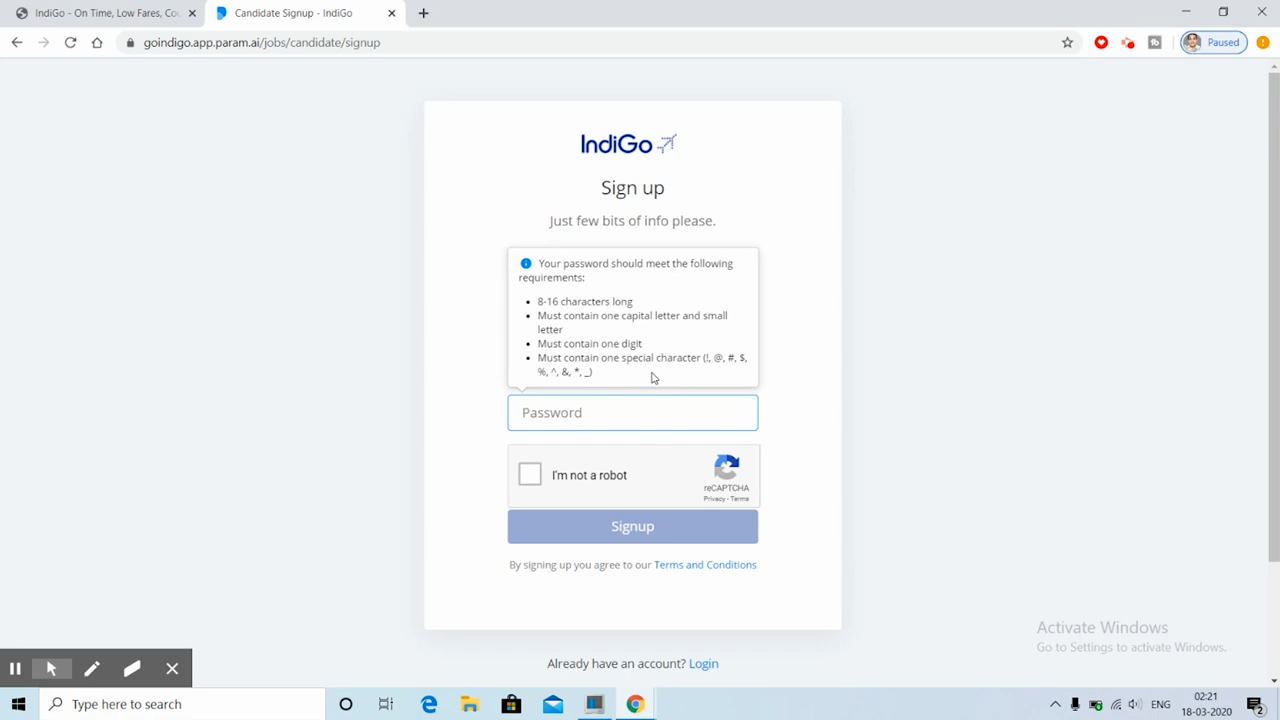 IndiGo - On Time, Low Fares, Cou
Candidate Signup - IndiGo
goindigo.app.param.ai/jobs/candidate/signup
Paused
IndiGo
Sign up
Just few bits of info please.
Your password should meet the following
requirements:
8-16 characters long
Must contain one capital letter and small
letter
Must contain one digit
Must contain one special character (!, @, #, $,
%, ^, &, *, _)
Password
I'm not a robot
reCAPTCHA
Privacy - Terms
Signup
By signing up you agree to our Terms and Conditions
Already have an account? Login
Activate Windows
Go to Settings to activate Windows.
Type here to search
ENG
02:21
18-03-2020
2